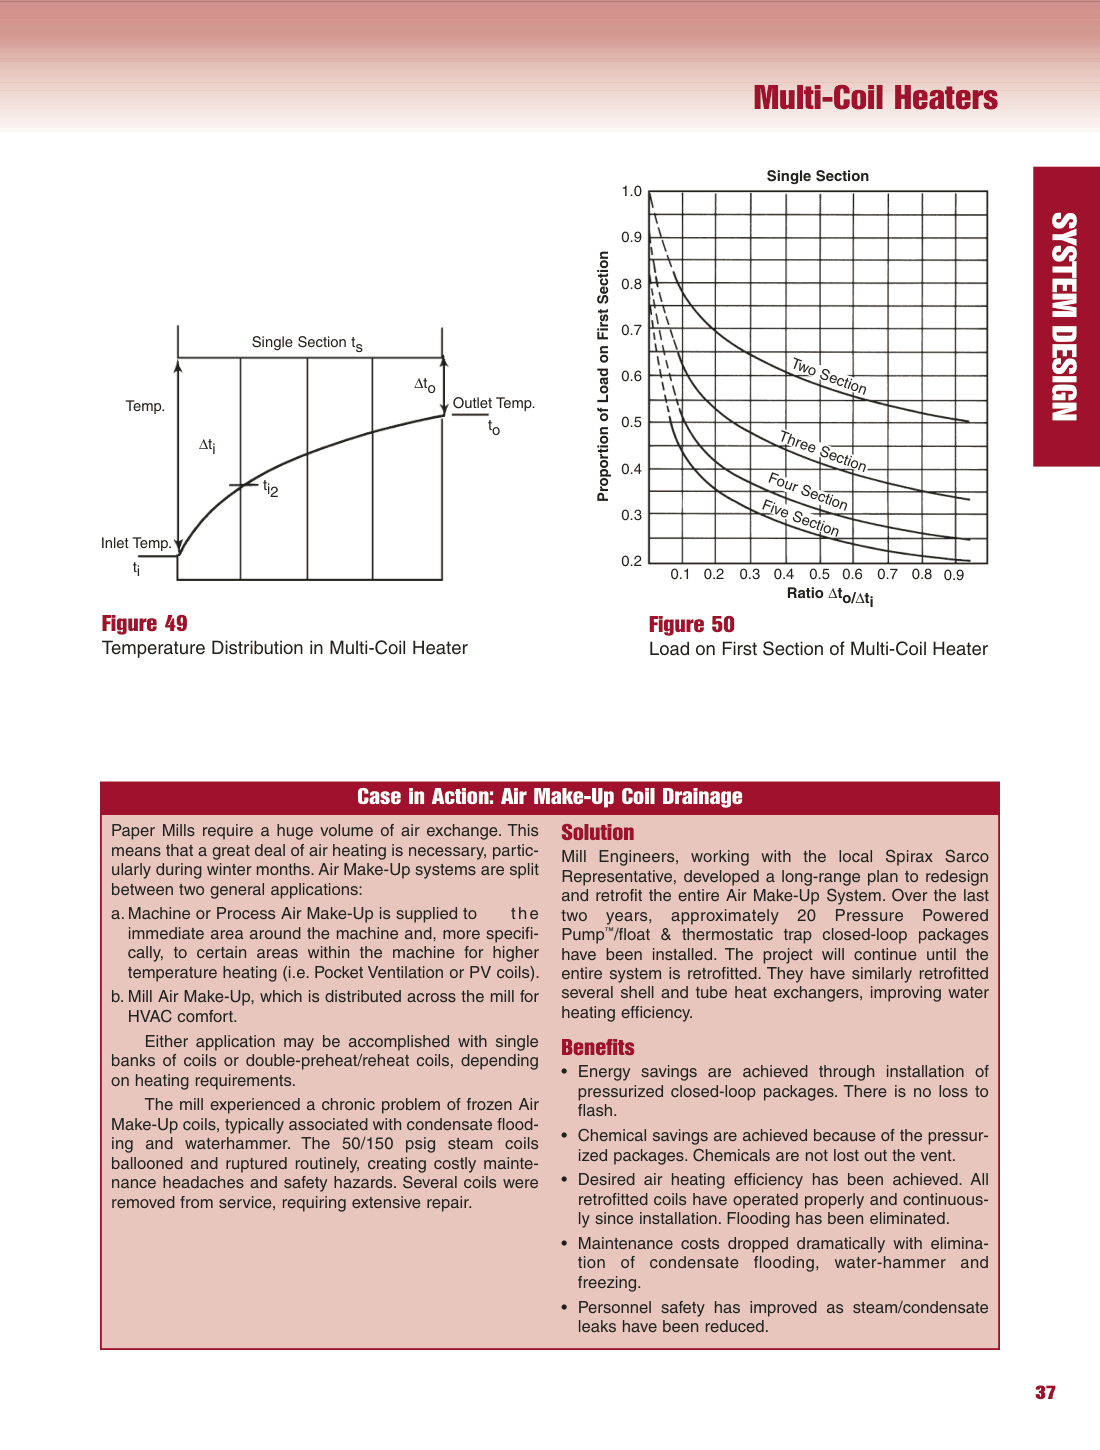 Multi-Coil Heaters
SYSTEM DESIGN
Single Section ts
Temp.
Δto
Outlet Temp.
to
Δti
ti2
Inlet Temp.
ti
Figure 49
Temperature Distribution in Multi-Coil Heater
Single Section
Proportion of Load on First Section
1.0
0.9
0.8
0.7
0.6
0.5
0.4
0.3
0.2
Two Section
Three Section
Four Section
Five Section
0.1 0.2 0.3 0.4 0.5 0.6 0.7 0.8 0.9
Ratio Δto/Δti
Figure 50
Load on First Section of Multi-Coil Heater
Case in Action: Air Make-Up Coil Drainage
Paper Mills require a huge volume of air exchange. This
means that a great deal of air heating is necessary, partic-
ularly during winter months. Air Make-Up systems are split
between two general applications:
a. Machine or Process Air Make-Up is supplied to the
immediate area around the machine and, more specifi-
cally, to certain areas within the machine for higher
temperature heating (i.e. Pocket Ventilation or PV coils).
b. Mill Air Make-Up, which is distributed across the mill for
HVAC comfort.
Either application may be accomplished with single
banks of coils or double-preheat/reheat coils, depending
on heating requirements.
The mill experienced a chronic problem of frozen Air
Make-Up coils, typically associated with condensate flood-
ing and waterhammer. The 50/150 psig steam coils
ballooned and ruptured routinely, creating costly mainte-
nance headaches and safety hazards. Several coils were
removed from service, requiring extensive repair.
Solution
Mill Engineers, working with the local Spirax Sarco
Representative, developed a long-range plan to redesign
and retrofit the entire Air Make-Up System. Over the last
two years, approximately 20 Pressure Powered
Pump™/float & thermostatic trap closed-loop packages
have been installed. The project will continue until the
entire system is retrofitted. They have similarly retrofitted
several shell and tube heat exchangers, improving water
heating efficiency.
Benefits
• Energy savings are achieved through installation of
pressurized closed-loop packages. There is no loss to
flash.
• Chemical savings are achieved because of the pressur-
ized packages. Chemicals are not lost out the vent.
• Desired air heating efficiency has been achieved. All
retrofitted coils have operated properly and continuous-
ly since installation. Flooding has been eliminated.
• Maintenance costs dropped dramatically with elimina-
tion of condensate flooding, water-hammer and
freezing.
• Personnel safety has improved as steam/condensate
leaks have been reduced.
37